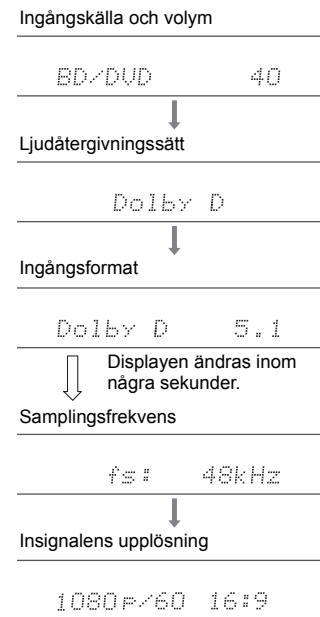 Ingångskälla och volym
BD/DVD 40
Ljudåtergivningssätt
Dolby D
Ingångsformat
Dolby D 5.1
Displayen ändras inom
några sekunder.
Samplingsfrekvens
fs: 48kHz
Insignalens upplösning
1080p/60 16:9